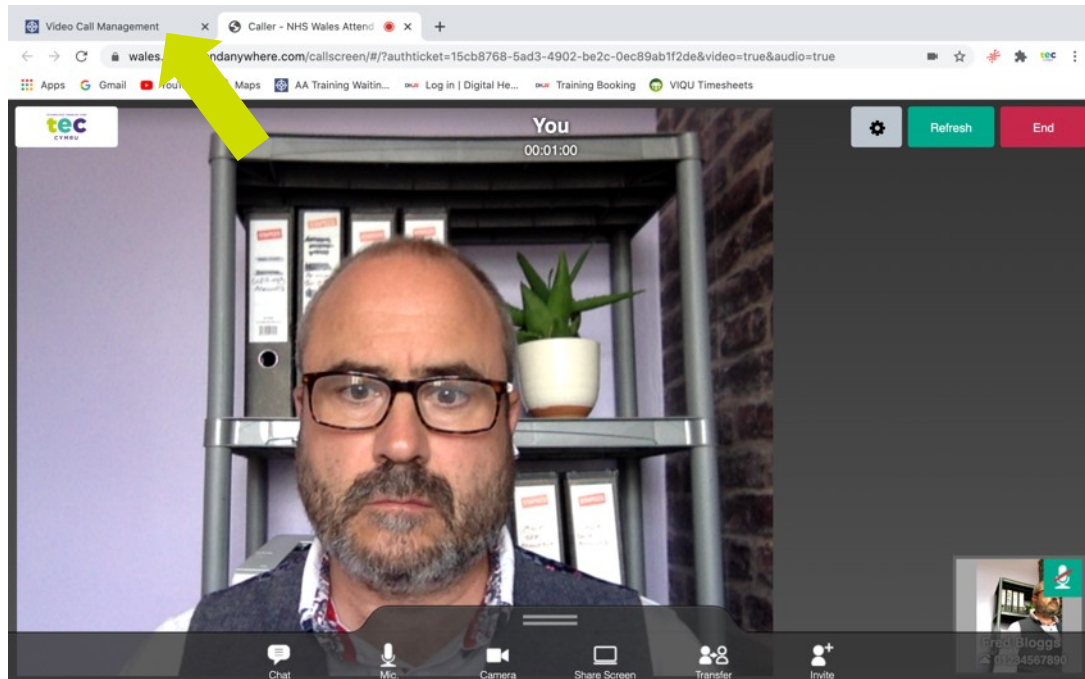 Video Call Management
Caller - NHS Wales Attend
wales. ndanywhere.com/callscreen/#/?authticket=15cb8768-5ad3-4902-be2c-0ec89ab1f2de&video=true&audio=true
tec
Apps
Gmail
Maps
AA Training Waitin...
Log in | Digital He...
Training Booking
VIQU Timesheets
tec
CYMRU
You
00:01:00
Refresh
End
Fred Bloggs
01234567890
Chat
Mic
Camera
Share Screen
Transfer
Invite